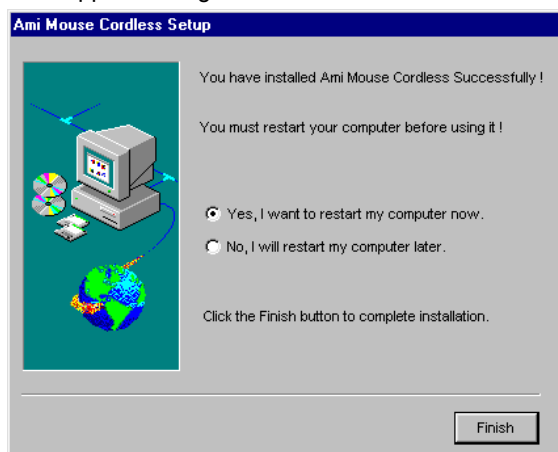 Ami Mouse Cordless Setup
You have installed Ami Mouse Cordless Successfully !
You must restart your computer before using it !
Yes, I want to restart my computer now.
No, I will restart my computer later.
Click the Finish button to complete installation.
Finish